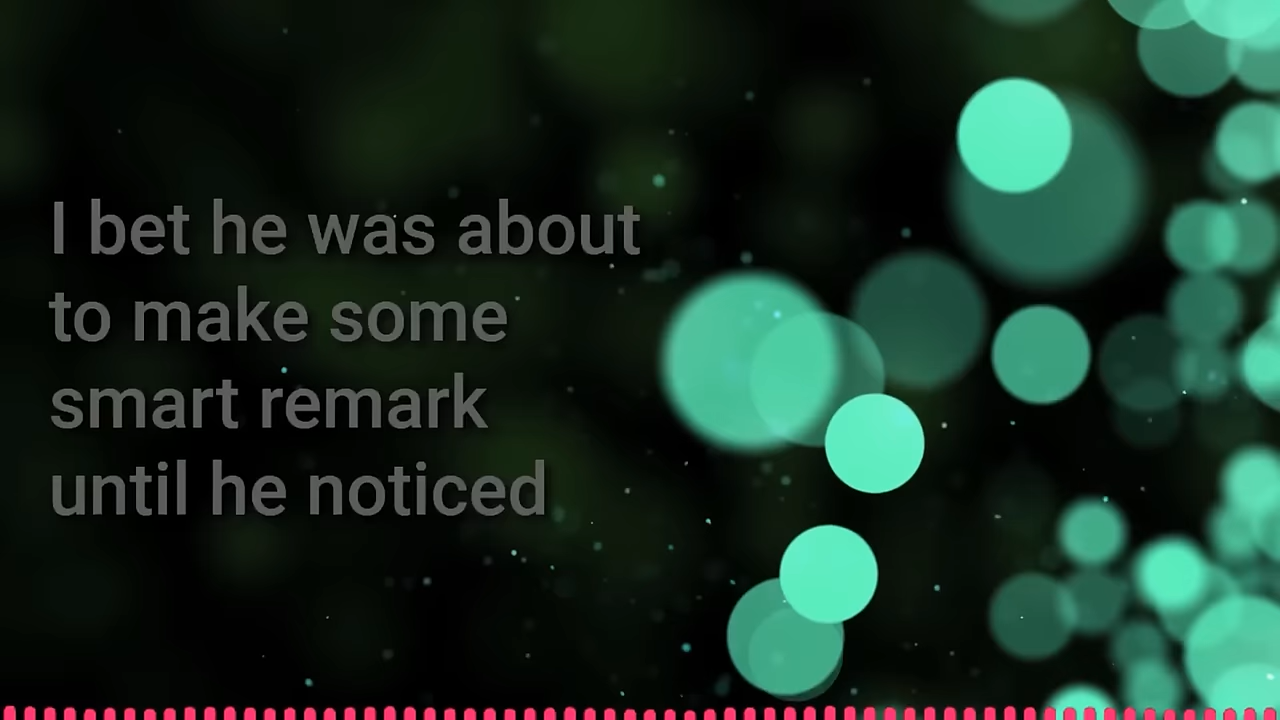 I bet he was about
to make some
smart remark
until he noticed